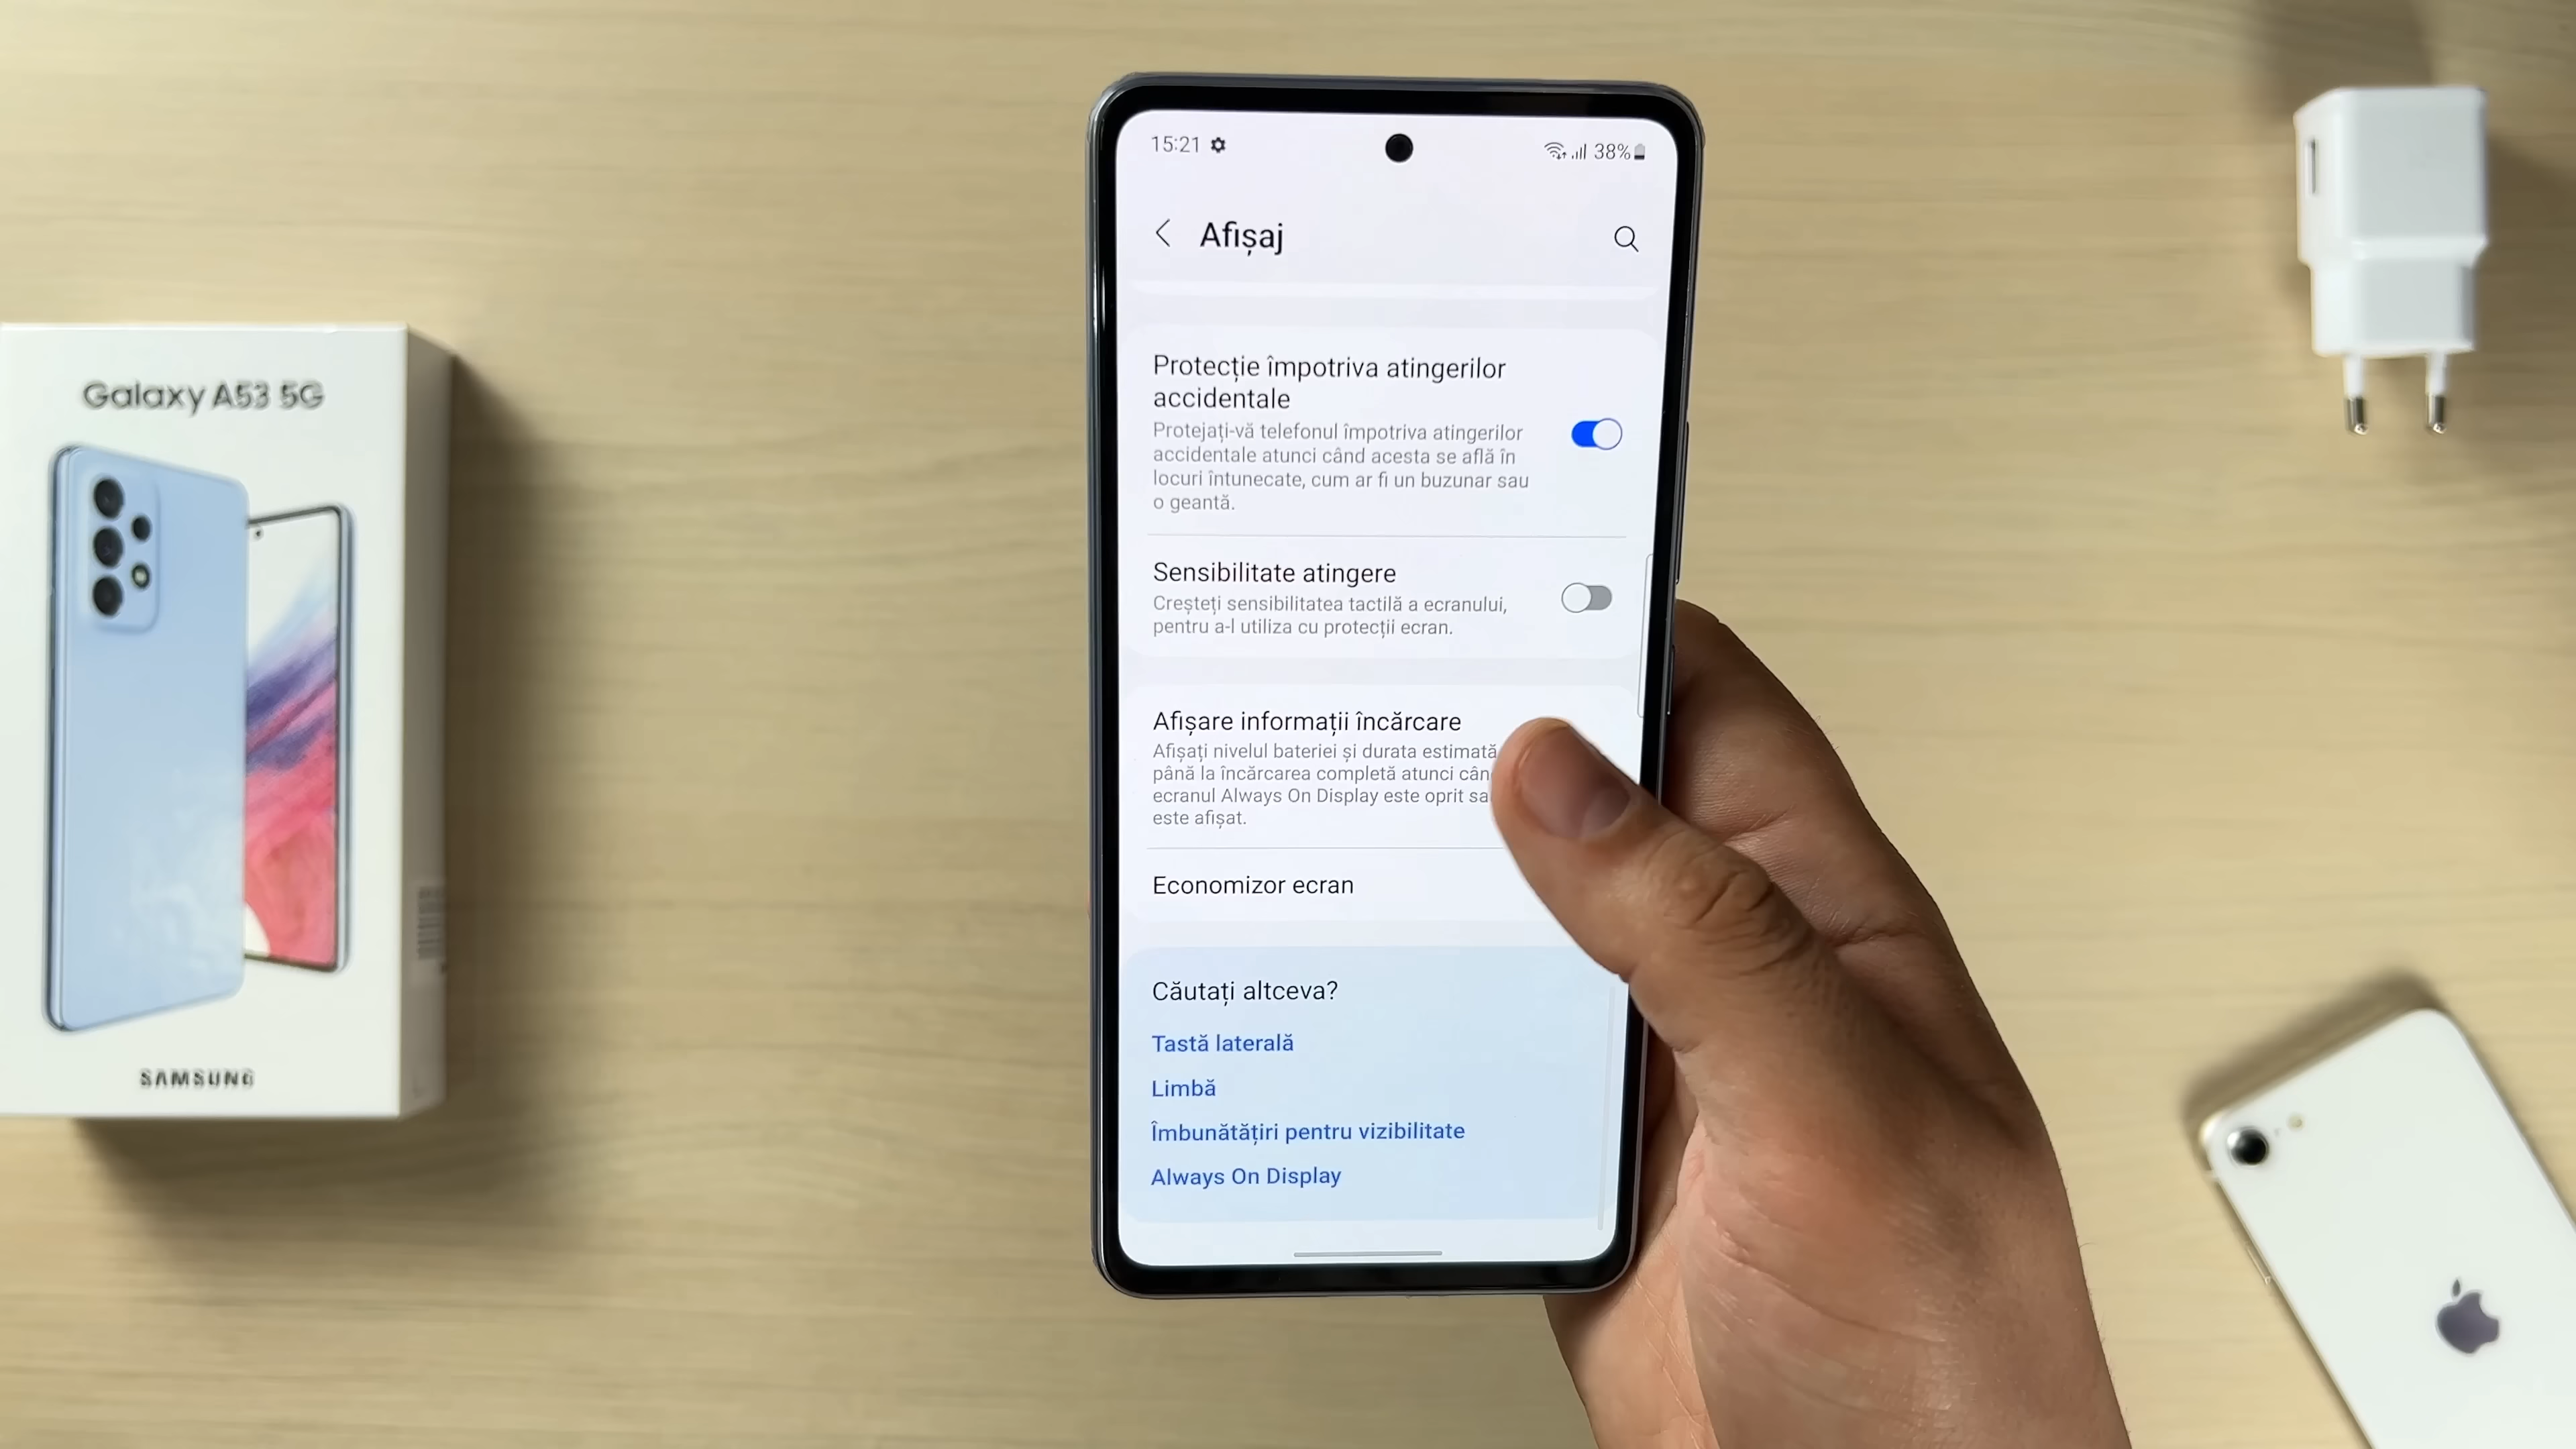 Galaxy A53 5G
SAMSUNG
15:21
38%
Afișaj
Protecție împotriva atingerilor
accidentale
Protejați-vă telefonul împotriva atingerilor
accidentale atunci când acesta se află în
locuri întunecate, cum ar fi un buzunar sau
o geantă.
Sensibilitate atingere
Creșteți sensibilitatea tactilă a ecranului,
pentru a-l utiliza cu protecții ecran.
Afișare informații încărcare
Afișați nivelul bateriei și durata estimată
până la încărcarea completă atunci cân
ecranul Always On Display este oprit sa
este afișat.
Economizor ecran
Căutați altceva?
Tastă laterală
Limbă
Îmbunătățiri pentru vizibilitate
Always On Display